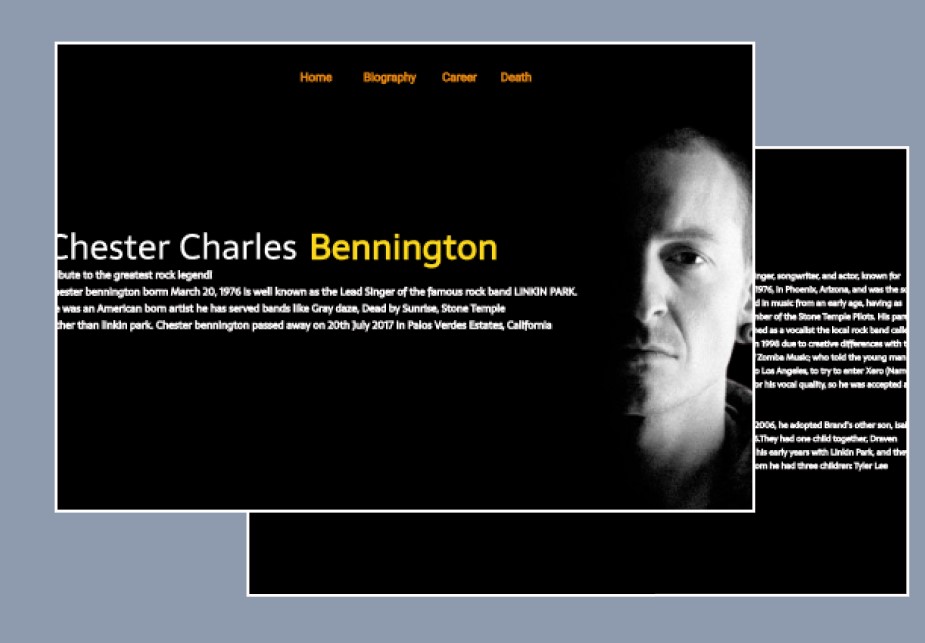 Home Biography Career Death
Chester Charles Bennington
ibute to the greatest rock legend!
ester bennington born March 20, 1976 is well known as the Lead Singer of the famous rock band LINKIN PARK.
e was an American born artist he has served bands like Gray daze, Dead by Sunrise, Stone Temple
ther than linkin park. Chester bennington passed away on 20th July 2017 in Palos Verdes Estates, California
nger, songwriter, and actor, known for
1976, in Phoenix, Arizona, and was the
d in music from an early age, having as
mber of the Stone Temple Pilots. His
ned as a vocalist the local rock band
n 1998 due to creative differences with
Zomba Music; who told the young man
o Los Angeles, to try to enter Xero (Nam
or his vocal quality, so he was accepted
2006, he adopted Brand's other son,
s.They had one child together, Draven
his early years with Linkin Park, and
om he had three children: Tyler Lee